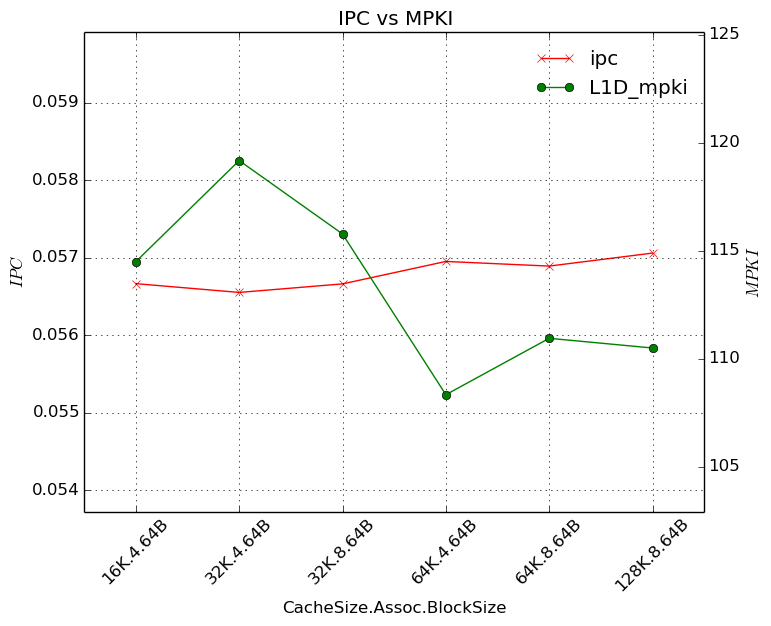 IPC vs MPKI
ipc
L1D_mpki
0.059
0.058
0.057
0.056
0.055
0.054
IPC
125
120
115
110
105
MPKI
16K.4.64B
32K.4.64B
32K.8.64B
64K.4.64B
64K.8.64B
128K.8.64B
CacheSize.Assoc.BlockSize